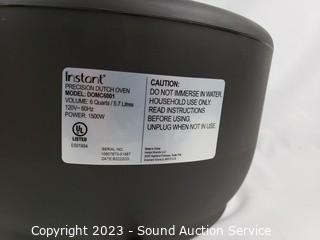 Instant®
PRECISION DUTCH OVEN
MODEL: DOMC6001
VOLUME: 6 Quarts / 5.7 Litres
120V~ 60Hz
POWER: 1500W
UL
LISTED
CAUTION:
DO NOT IMMERSE IN WATER.
HOUSEHOLD USE ONLY.
READ INSTRUCTIONS
BEFORE USING.
UNPLUG WHEN NOT IN USE.
SERIAL NO:
Made in China
Instant Brands LLC
Copyright © 2023 - Sound Auction Service